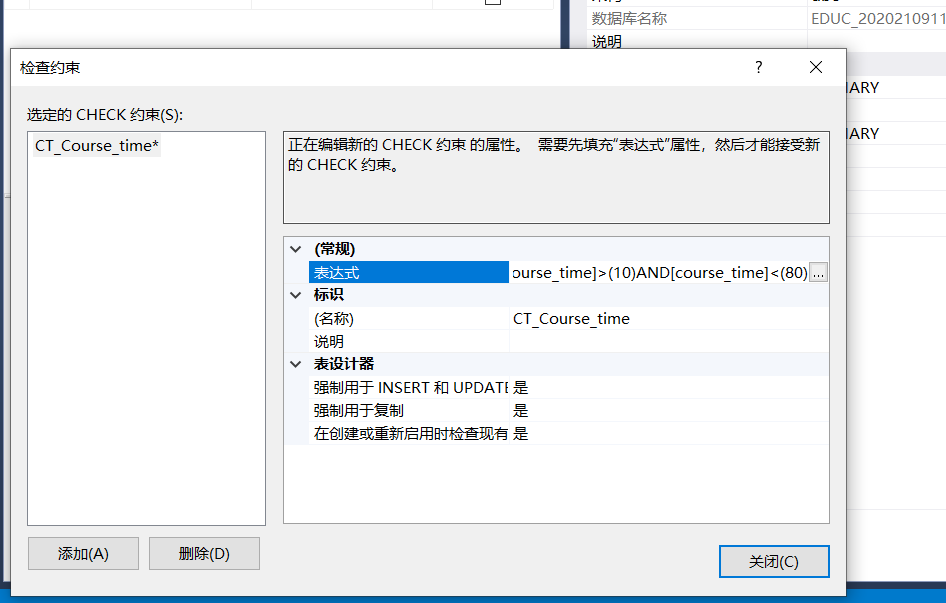 数据库名称
EDUC_2020210911
说明
检查约束
?
IARY
选定的 CHECK 约束(S):
IARY
CT_Course_time*
正在编辑新的 CHECK 约束 的属性。 需要先填充“表达式”属性，然后才能接受新
的 CHECK 约束。
(常规)
表达式 ourse_time]>(10)AND[course_time]<(80) ...
标识
(名称) CT_Course_time
说明
表设计器
强制用于 INSERT 和 UPDATE 是
强制用于复制 是
在创建或重新启用时检查现有 是
添加(A)
删除(D)
关闭(C)